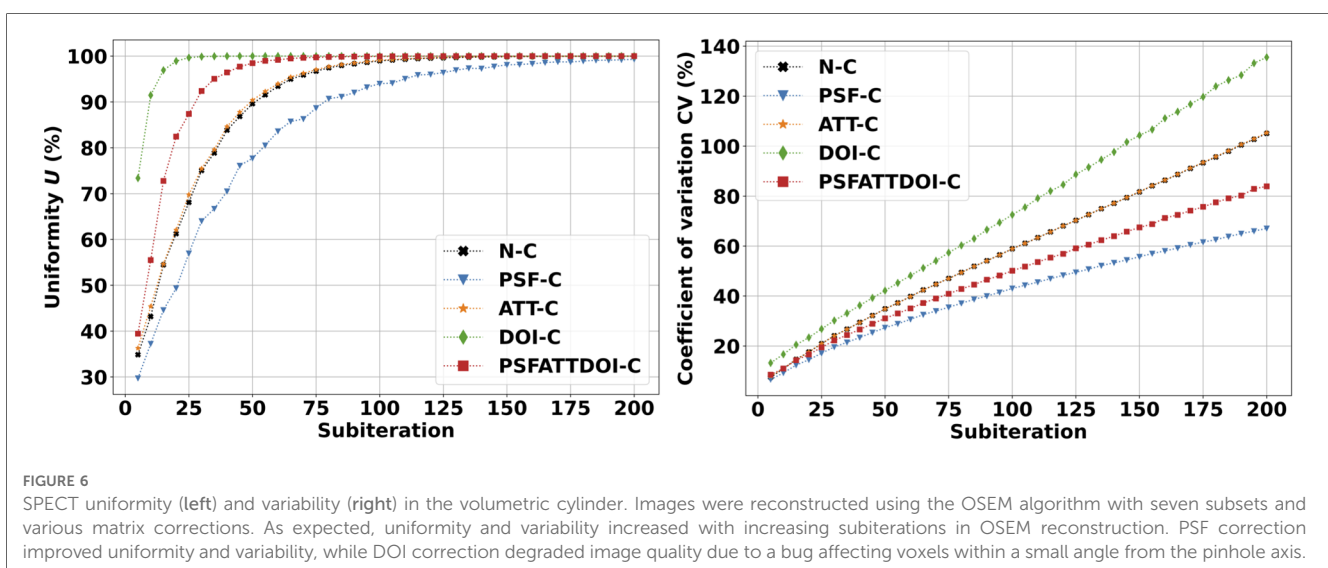 100
90
80
70
60
50
40
30
Uniformity U (%)
N-C
PSF-C
ATT-C
DOI-C
PSFATTDOI-C
0 25 50 75 100 125 150 175 200
Subiteration
140
120
100
80
60
40
20
Coefficient of variation CV (%)
N-C
PSF-C
ATT-C
DOI-C
PSFATTDOI-C
0 25 50 75 100 125 150 175 200
Subiteration
FIGURE 6
SPECT uniformity (left) and variability (right) in the volumetric cylinder. Images were reconstructed using the OSEM algorithm with seven subsets and
various matrix corrections. As expected, uniformity and variability increased with increasing subiterations in OSEM reconstruction. PSF correction
improved uniformity and variability, while DOI correction degraded image quality due to a bug affecting voxels within a small angle from the pinhole axis.